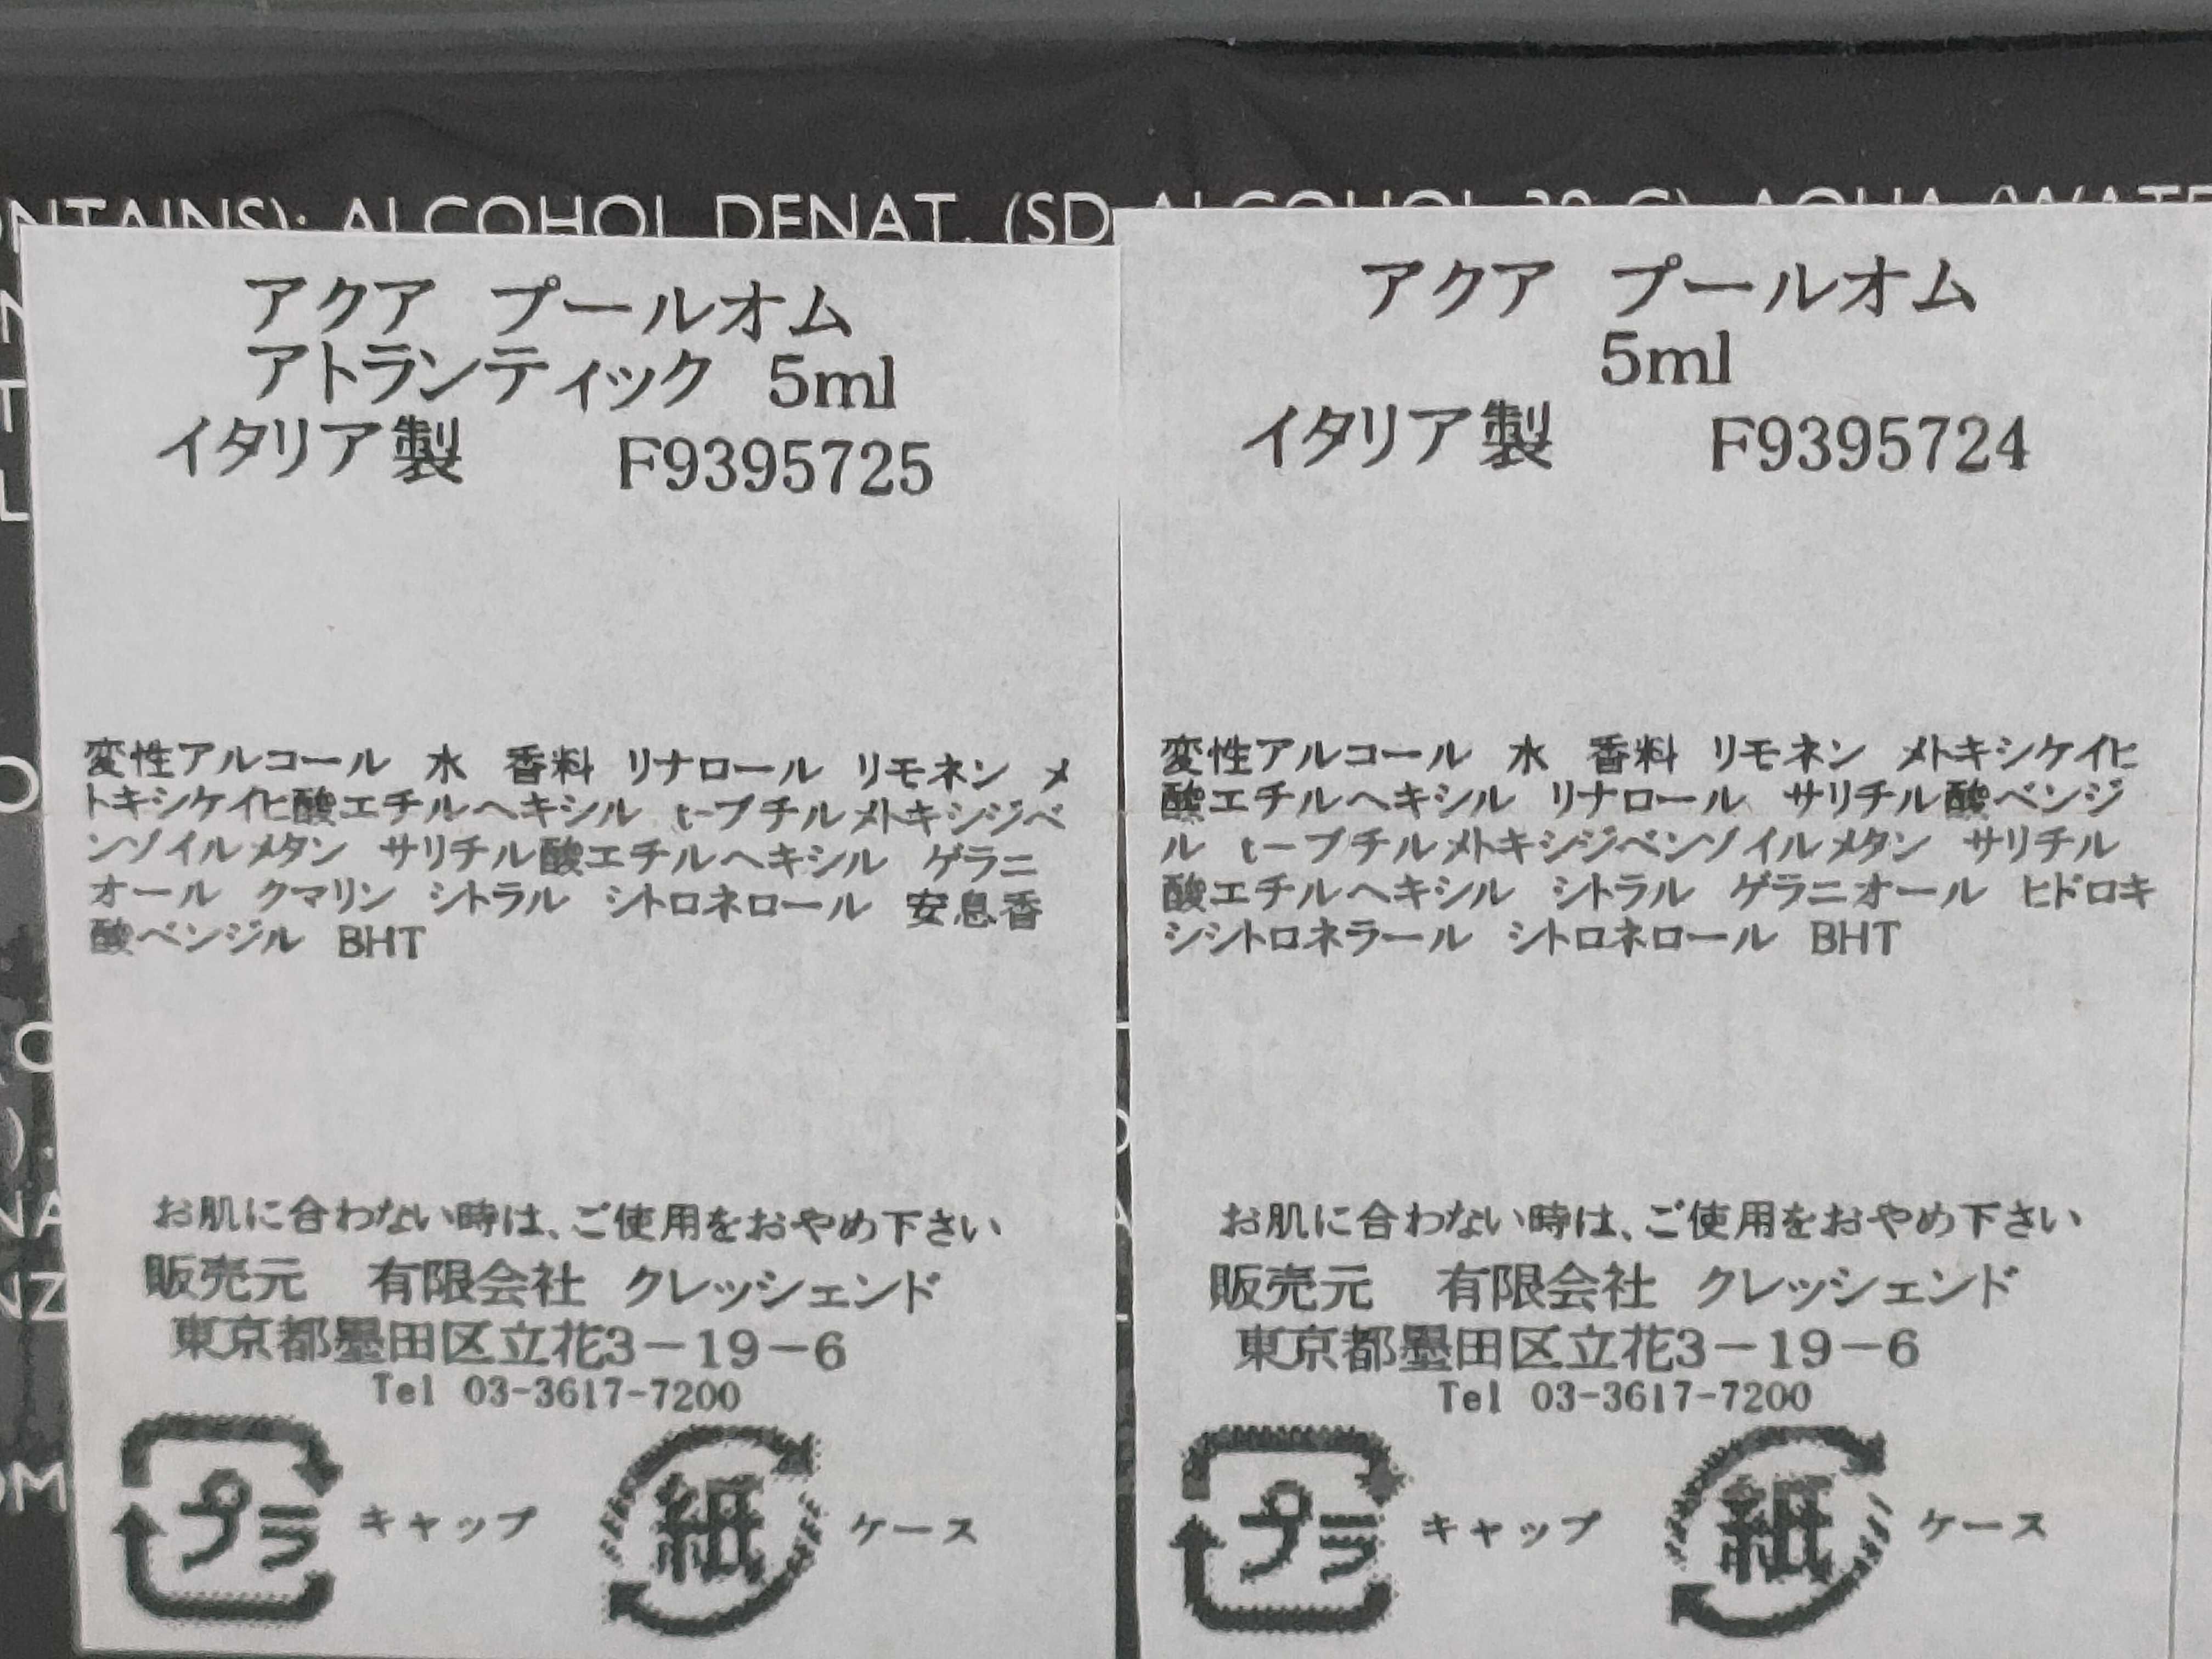 ONTAINS): ALCOHOL DENAT. (SD ALCOHOL
アクア プールオム
アトランティック 5ml
イタリア製 F9395725
変性アルコール 水 香料 リナロール リモネン メ
トキシケイヒ酸エチルヘキシル t-ブチルメトキシジベ
ンゾイルメタン サリチル酸エチルヘキシル ゲラニ
オール クマリン シトラル シトロネロール 安息香
酸ベンジル BHT
お肌に合わない時は、ご使用をおやめ下さい
販売元 有限会社 クレッシェンド
東京都墨田区立花3-19-6
Tel 03-3617-7200
プラ キャップ 紙 ケース
アクア プールオム
5ml
イタリア製 F9395724
変性アルコール 水 香料 リモネン メトキシケイヒ
酸エチルヘキシル リナロール サリチル酸ベンジ
ル t-ブチルメトキシジベンゾイルメタン サリチル
酸エチルヘキシル シトラル ゲラニオール ヒドロキ
シシトロネラール シトロネロール BHT
お肌に合わない時は、ご使用をおやめ下さい
販売元 有限会社 クレッシェンド
東京都墨田区立花3-19-6
Tel 03-3617-7200
プラ キャップ 紙 ケース